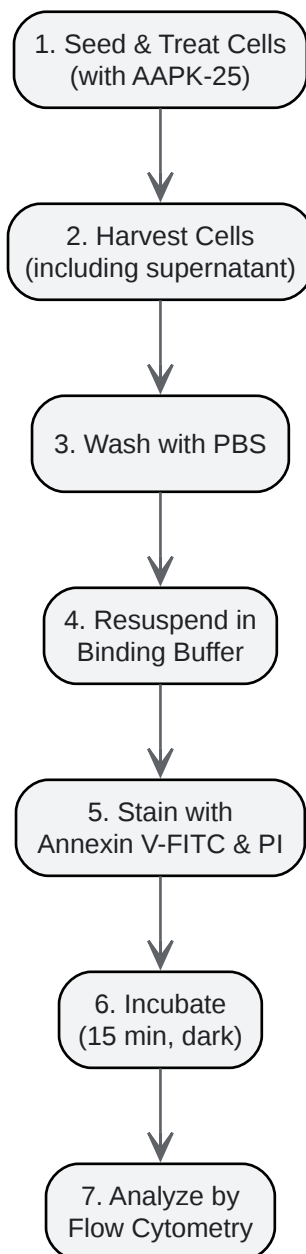 1. Seed & Treat Cells
(with AAPK-25)
2. Harvest Cells
(including supernatant)
3. Wash with PBS
4. Resuspend in
Binding Buffer
5. Stain with
Annexin V-FITC & PI
6. Incubate
(15 min, dark)
7. Analyze by
Flow Cytometry